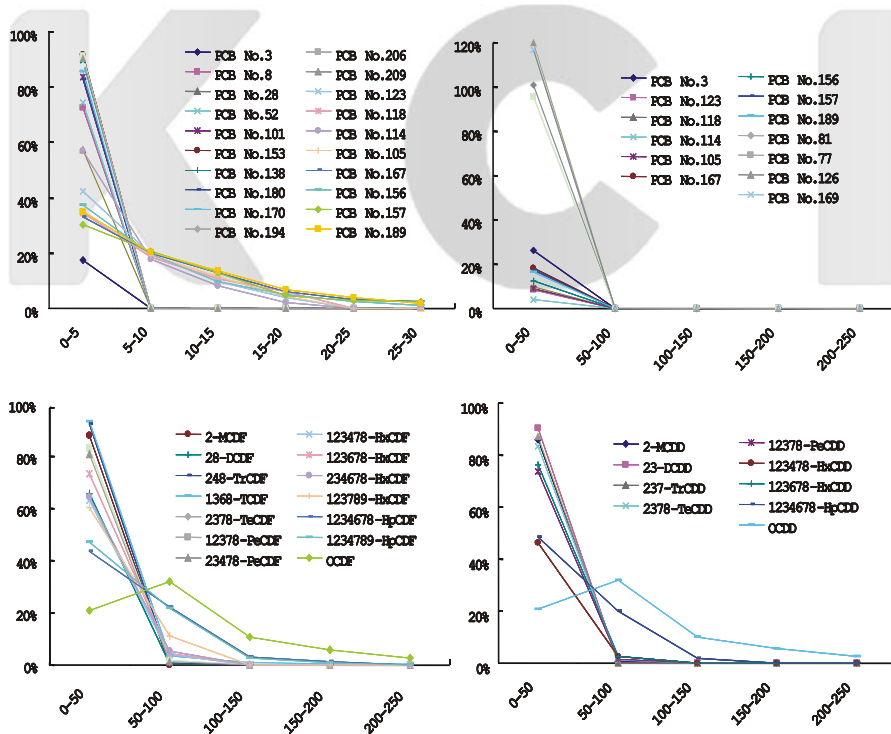 100%
80%
60%
40%
20%
0%
0-5
5-10
10-15
15-20
20-25
25-30
PCB No.3
PCB No.8
PCB No.28
PCB No.52
PCB No.101
PCB No.153
PCB No.138
PCB No.180
PCB No.170
PCB No.194
PCB No.206
PCB No.209
PCB No.123
PCB No.118
PCB No.114
PCB No.105
PCB No.167
PCB No.156
PCB No.157
PCB No.189
120%
100%
80%
60%
40%
20%
0%
0-50
50-100
100-150
150-200
200-250
PCB No.3
PCB No.123
PCB No.118
PCB No.114
PCB No.105
PCB No.167
PCB No.156
PCB No.157
PCB No.189
PCB No.81
PCB No.77
PCB No.126
PCB No.169
100%
80%
60%
40%
20%
0%
0-50
50-100
100-150
150-200
200-250
2-MCDF
28-DCDF
248-TrCDF
1368-TCDF
2378-TeCDF
12378-PeCDF
23478-PeCDF
123478-HxCDF
123678-HxCDF
234678-HxCDF
123789-HxCDF
1234678-HpCDF
1234789-HpCDF
OCDF
100%
80%
60%
40%
20%
0%
0-50
50-100
100-150
150-200
200-250
2-MCDD
23-DCDD
237-TrCDD
2378-TeCDD
12378-PeCDD
123478-HxCDD
123678-HxCDD
1234678-HpCDD
OCDD